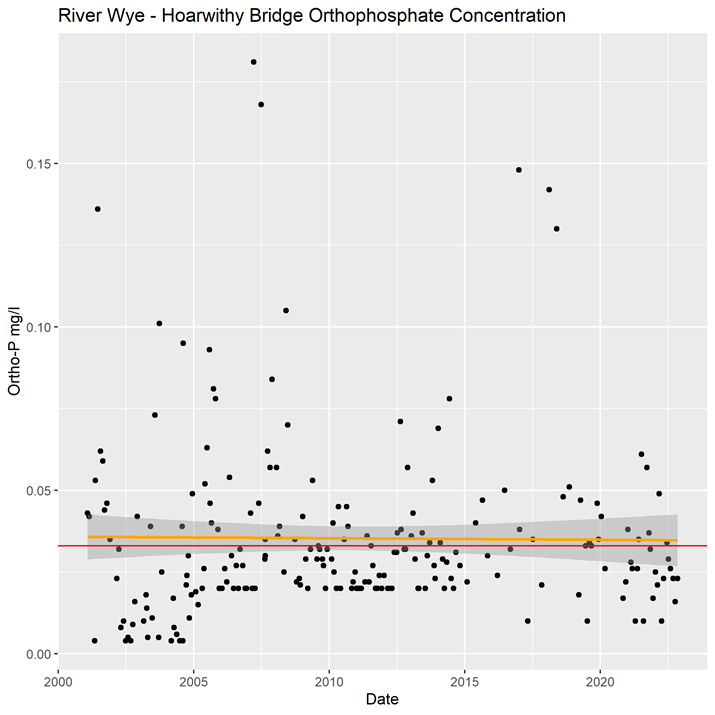 River Wye - Hoarwithy Bridge Orthophosphate Concentration
Ortho-P mg/l
0.15
0.10
0.05
0.00
2000 2005 2010 2015 2020
Date